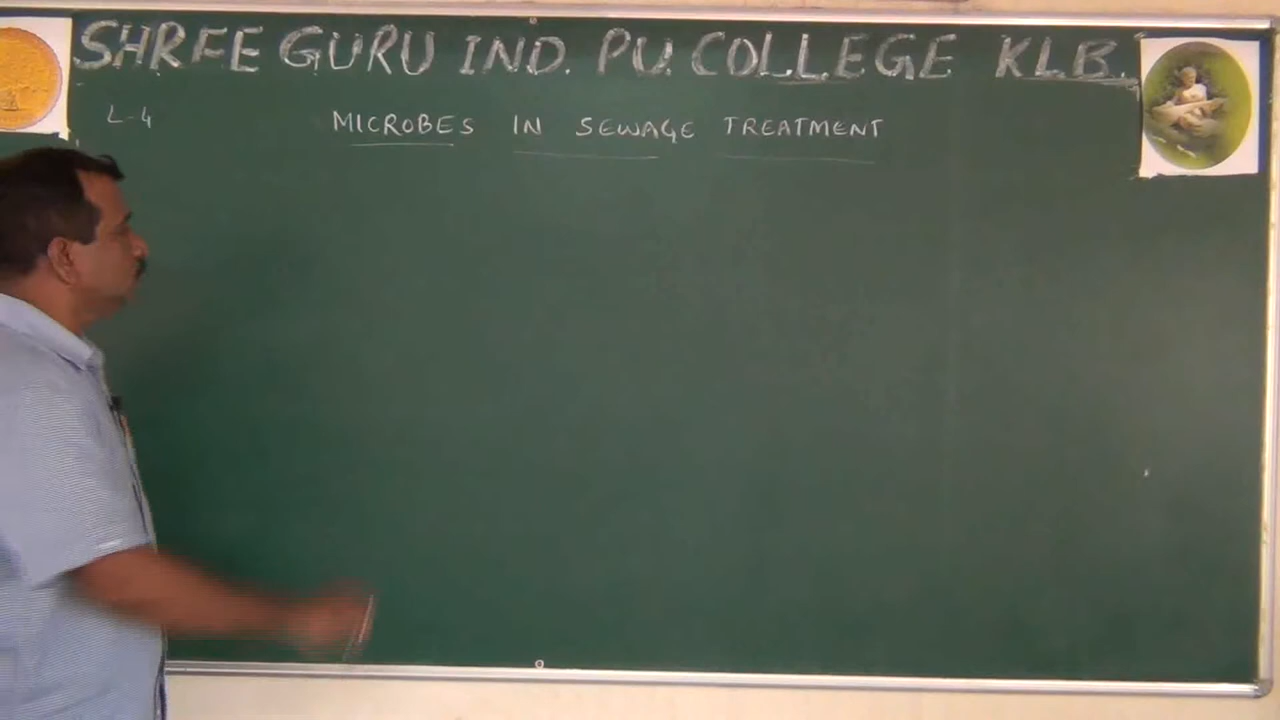 SHREE GURU IND. PU. COLLEGE KLB.
L-4
MICROBES IN SEWAGE TREATMENT